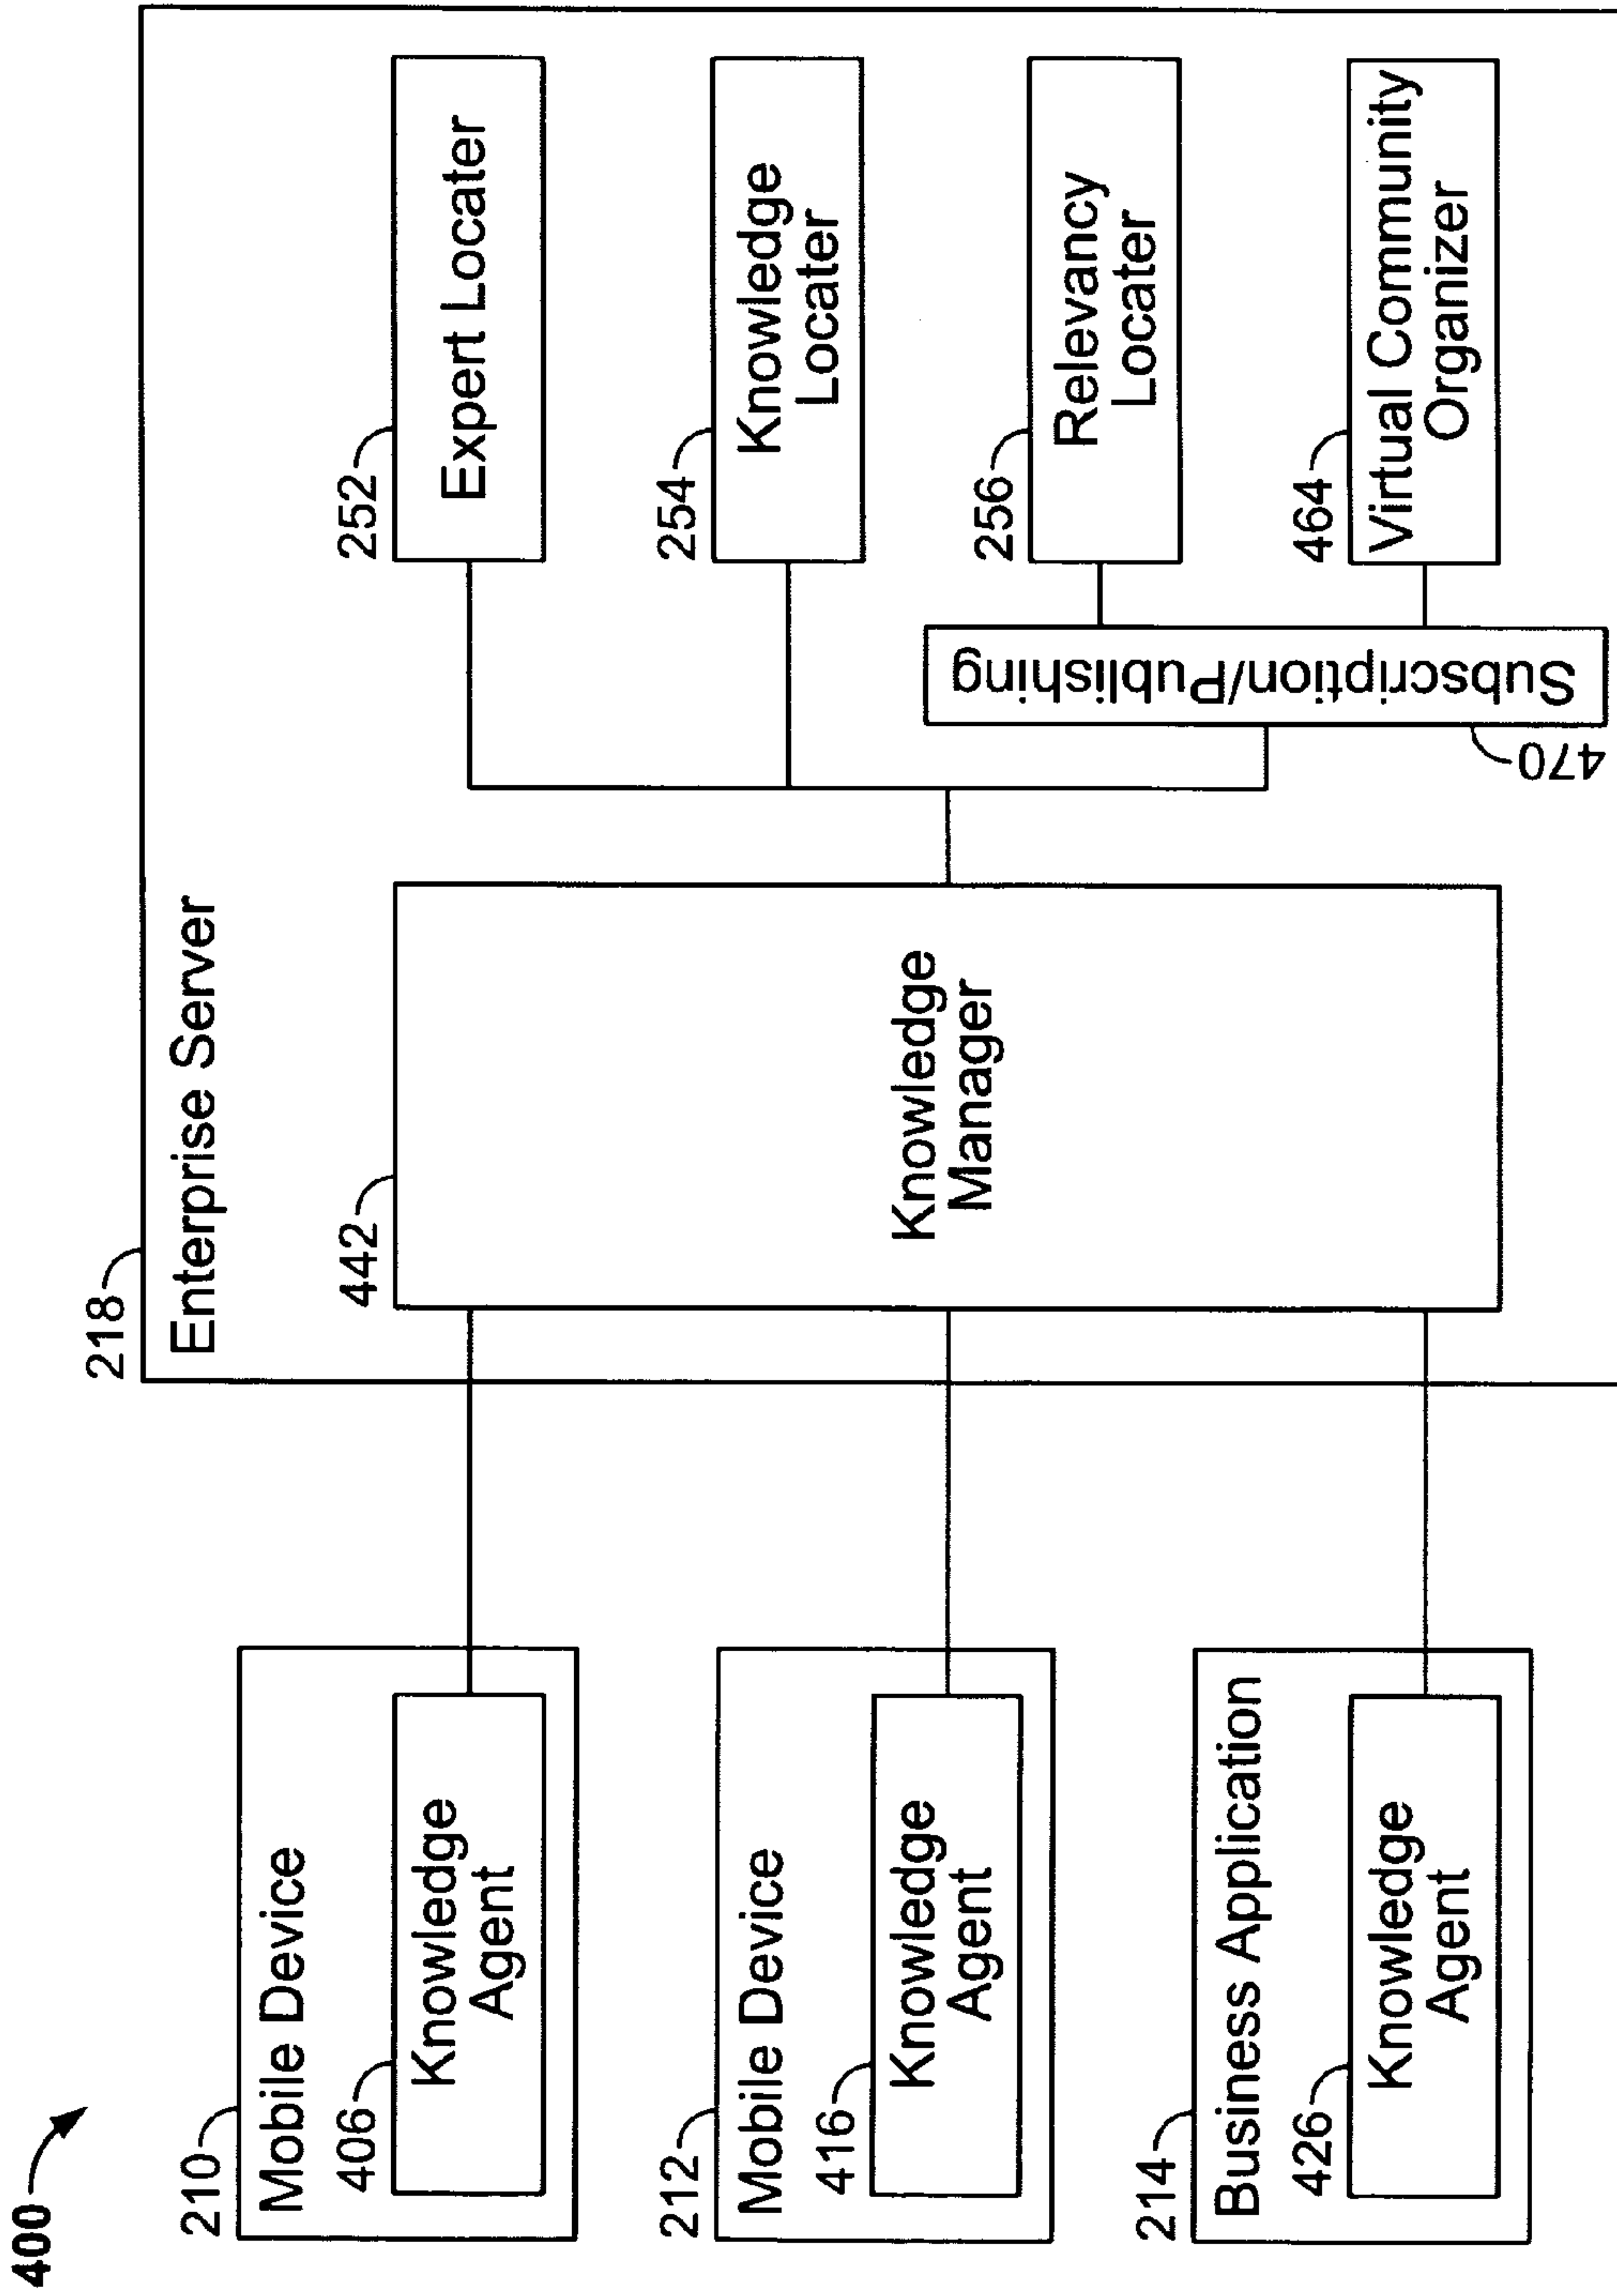 400
210
Mobile Device
406
Knowledge
Agent
212
Mobile Device
416
Knowledge
Agent
214
Business Application
426
Knowledge
Agent
218
Enterprise Server
442
Knowledge
Manager
252
Expert Locater
254
Knowledge
Locater
256
Relevancy
Locater
464
Virtual Community
Organizer
Subscription/Publishing
470